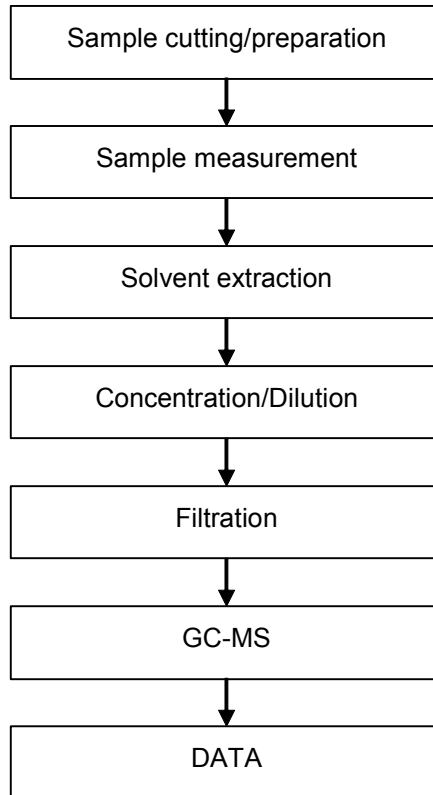 Sample cutting/preparation
Sample measurement
Solvent extraction
Concentration/Dilution
Filtration
GC-MS
DATA